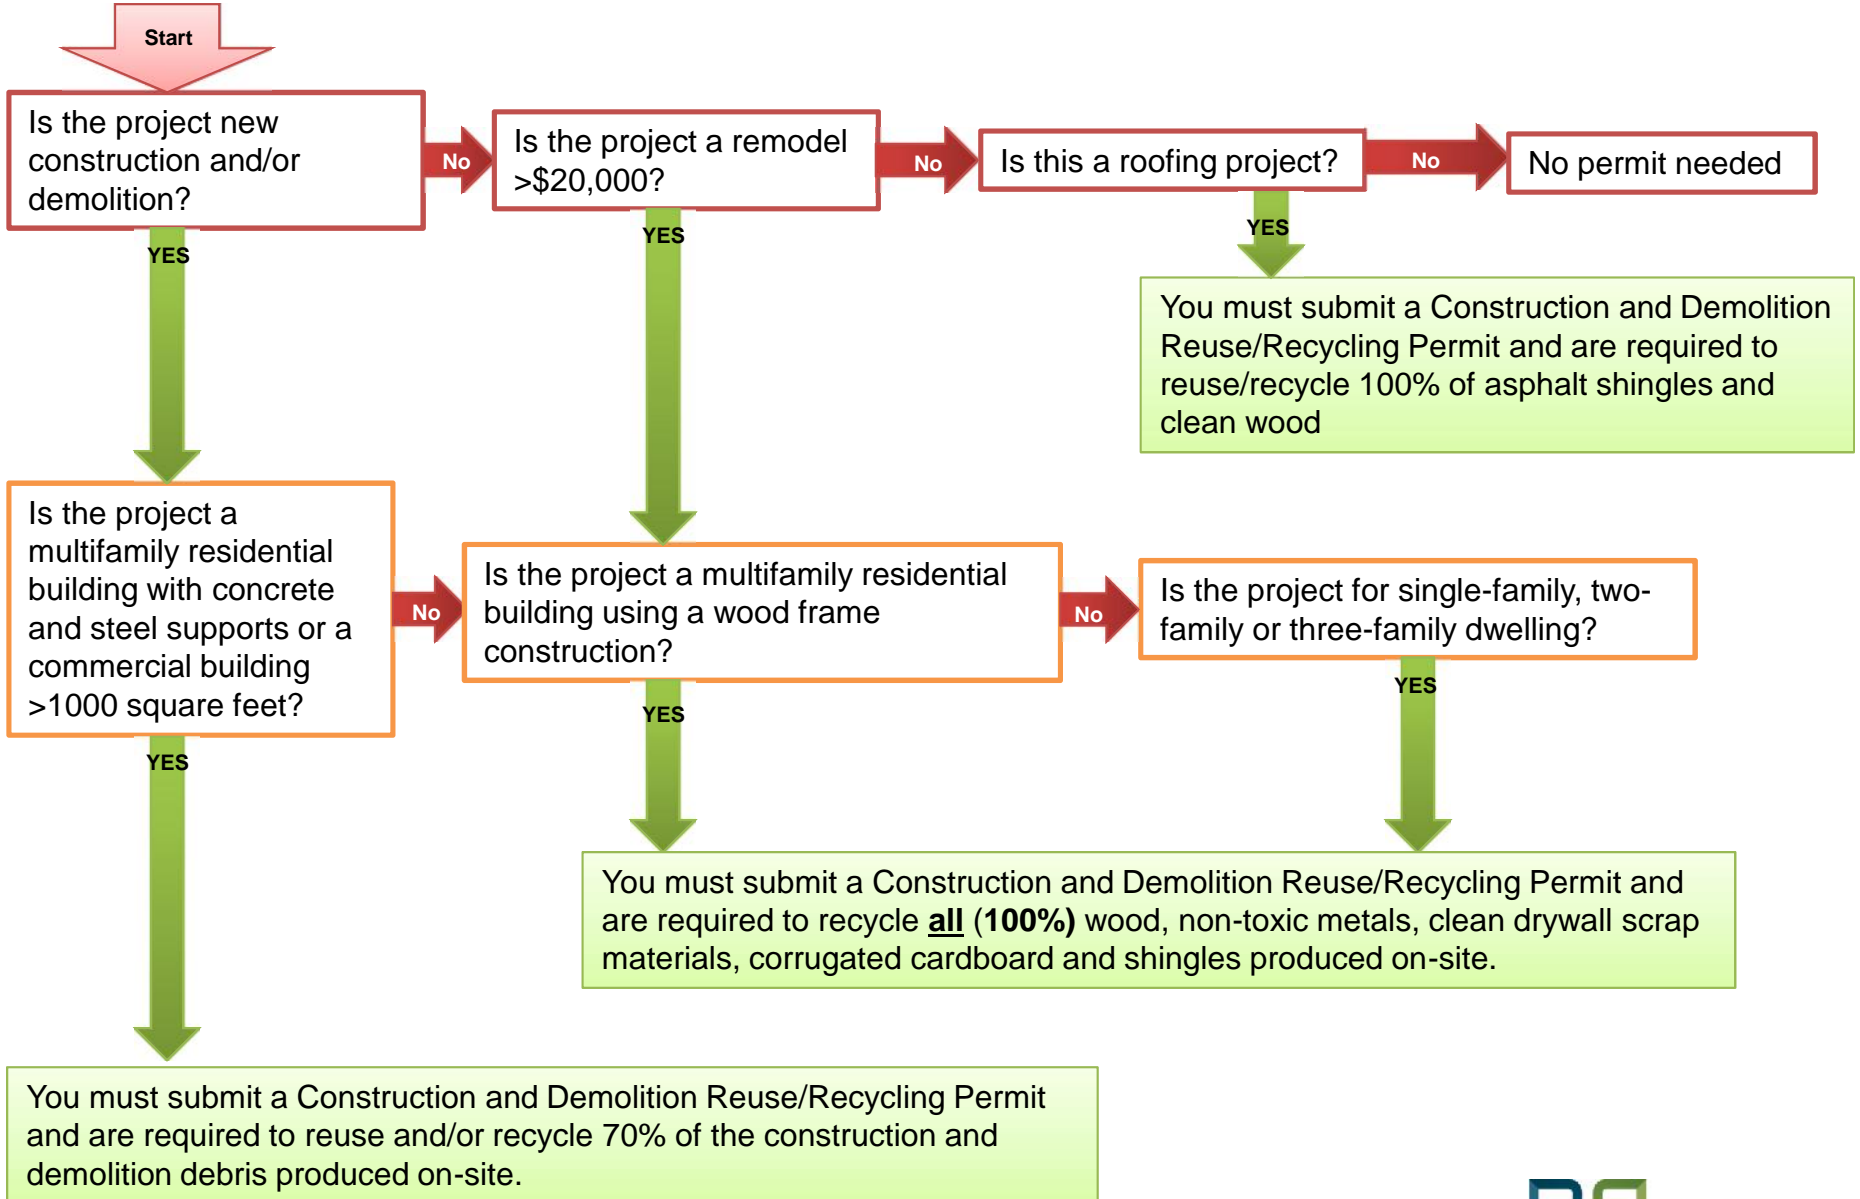 Start
Is the project new
construction and/or
demolition?
No
Is the project a remodel
>$20,000?
No
Is this a roofing project?
No
No permit needed
YES
YES
YES
You must submit a Construction and Demolition
Reuse/Recycling Permit and are required to
reuse/recycle 100% of asphalt shingles and
clean wood
Is the project a
multifamily residential
building with concrete
and steel supports or a
commercial building
>1000 square feet?
No
Is the project a multifamily residential
building using a wood frame
construction?
No
Is the project for single-family, two-
family or three-family dwelling?
YES
YES
YES
You must submit a Construction and Demolition Reuse/Recycling Permit and
are required to recycle all (100%) wood, non-toxic metals, clean drywall scrap
materials, corrugated cardboard and shingles produced on-site.
You must submit a Construction and Demolition Reuse/Recycling Permit
and are required to reuse and/or recycle 70% of the construction and
demolition debris produced on-site.